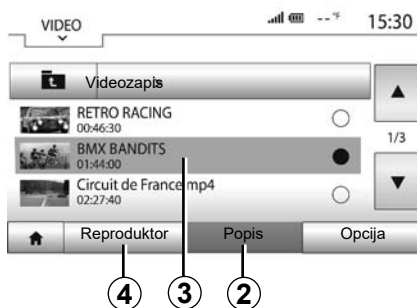 VIDEO
--°F
15:30
Videozapis
RETRO RACING
00:46:30
BMX BANDITS
01:44:00
1/3
Circuit de France.mp4
02:27:40
Reproduktor
Popis
Opcija
4
3
2